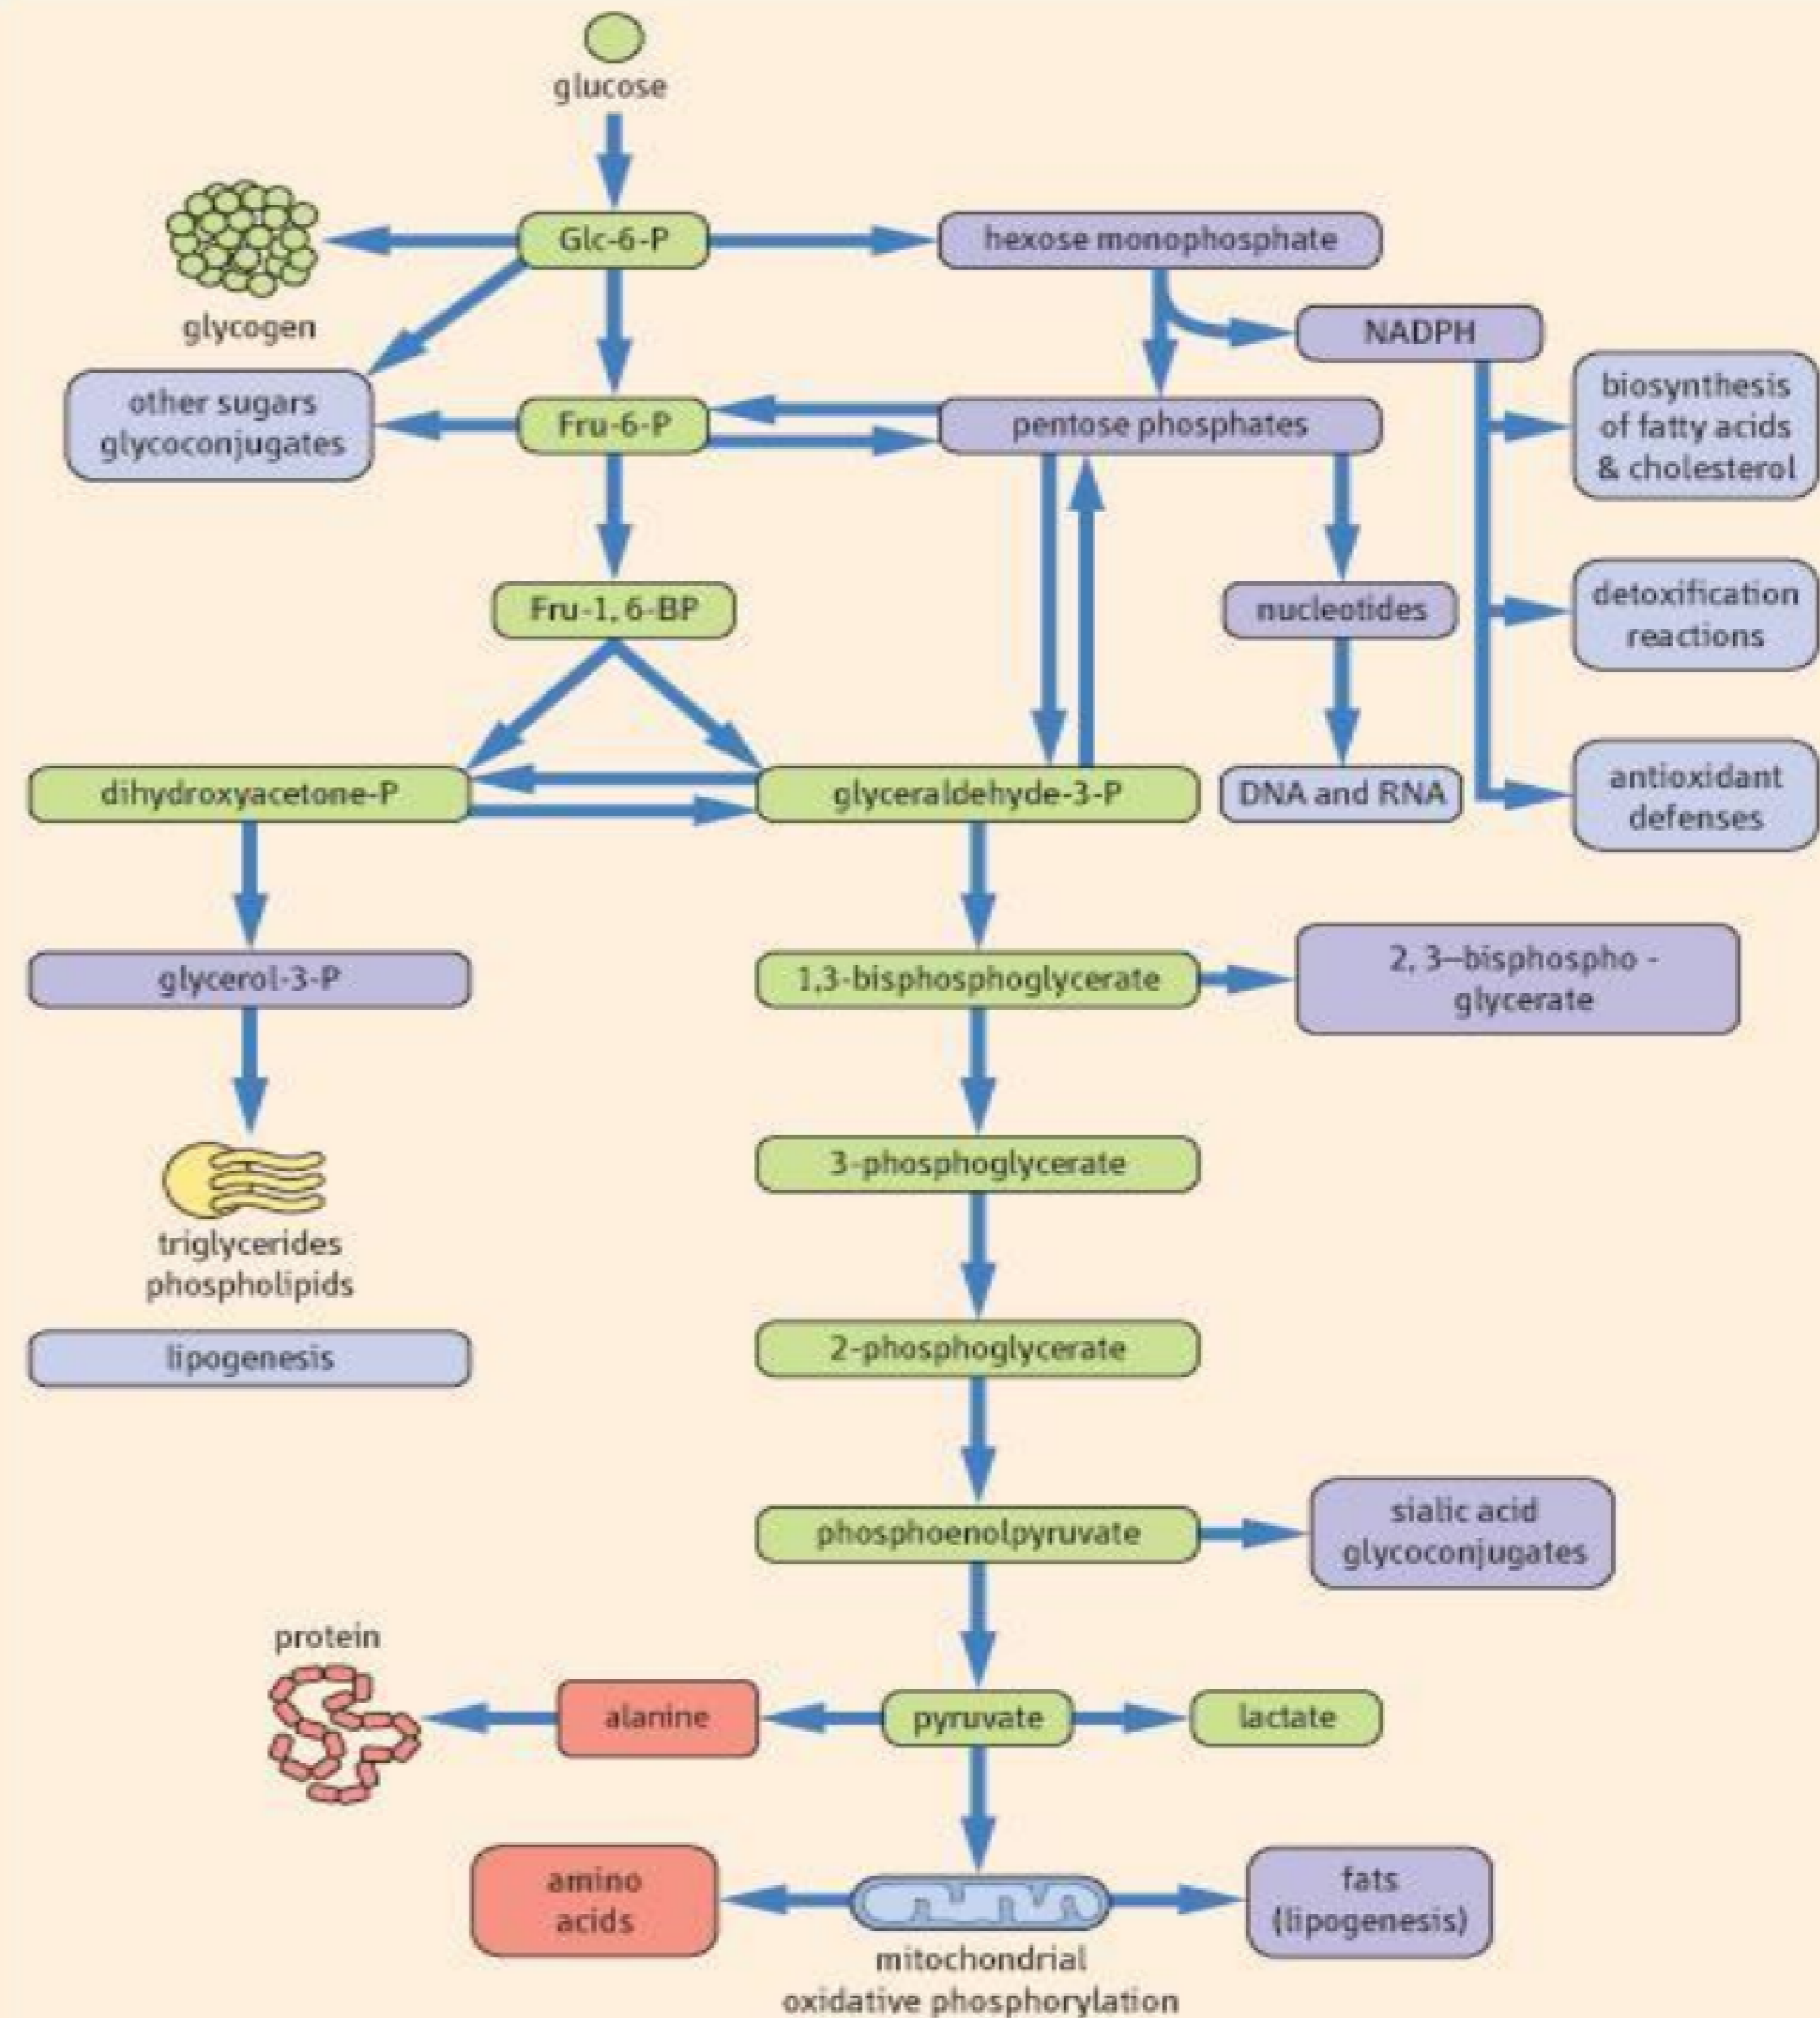 glucose
Glc-6-P
hexose monophosphate
glycogen
NADPH
other sugars
glycoconjugates
Fru-6-P
pentose phosphates
biosynthesis
of fatty acids
& cholesterol
Fru-1, 6-BP
nucleotides
detoxification
reactions
dihydroxyacetone-P
glyceraldehyde-3-P
DNA and RNA
antioxidant
defenses
glycerol-3-P
1,3-bisphosphoglycerate
2, 3–bisphospho -
glycerate
3-phosphoglycerate
triglycerides
phospholipids
lipogenesis
2-phosphoglycerate
phosphoenolpyruvate
sialic acid
glycoconjugates
protein
alanine
pyruvate
lactate
amino
acids
fats
(lipogenesis)
mitochondrial
oxidative phosphorylation